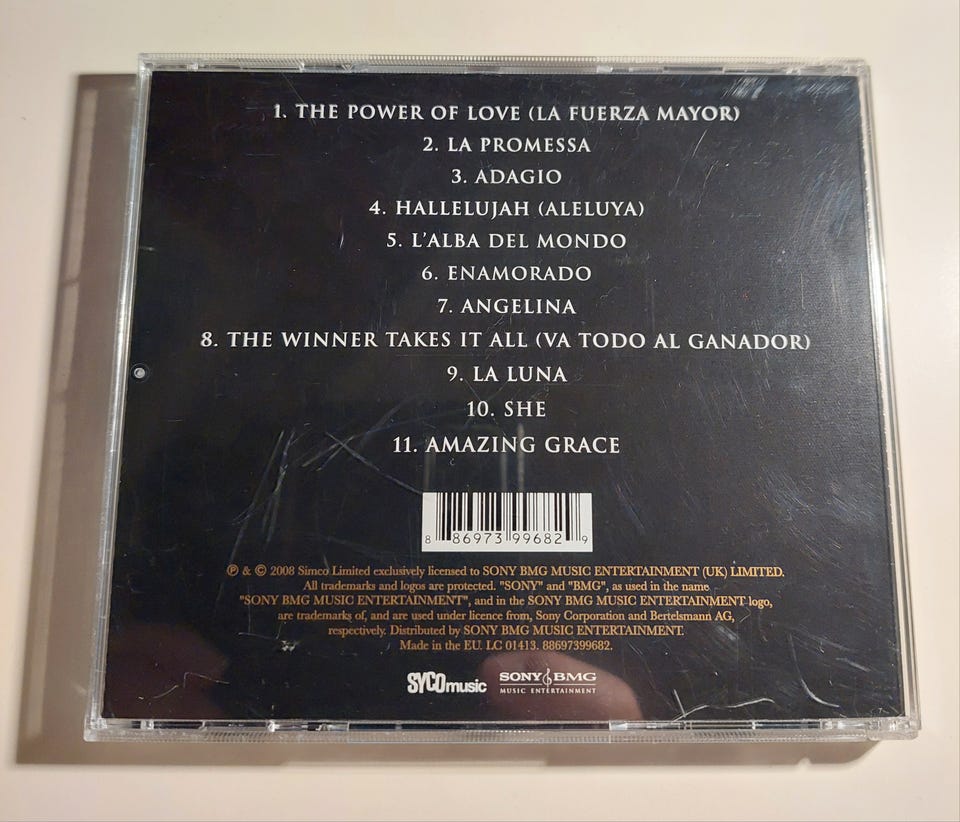 1. THE POWER OF LOVE (LA FUERZA MAYOR)
2. LA PROMESSA
3. ADAGIO
4. HALLELUJAH (ALELUYA)
5. L'ALBA DEL MONDO
6. ENAMORADO
7. ANGELINA
8. THE WINNER TAKES IT ALL (VA TODO AL GANADOR)
9. LA LUNA
10. SHE
11. AMAZING GRACE
8 86973 99682 9
℗ & © 2008 Simco Limited exclusively licensed to SONY BMG MUSIC ENTERTAINMENT (UK) LIMITED.
All trademarks and logos are protected. "SONY" and "BMG", as used in the name
"SONY BMG MUSIC ENTERTAINMENT", and in the SONY BMG MUSIC ENTERTAINMENT logo,
are trademarks of, and are used under licence from, Sony Corporation and Bertelsmann AG,
respectively. Distributed by SONY BMG MUSIC ENTERTAINMENT.
Made in the EU. LC 01413. 88697399682.
SYCOmusic SONY BMG
MUSIC ENTERTAINMENT